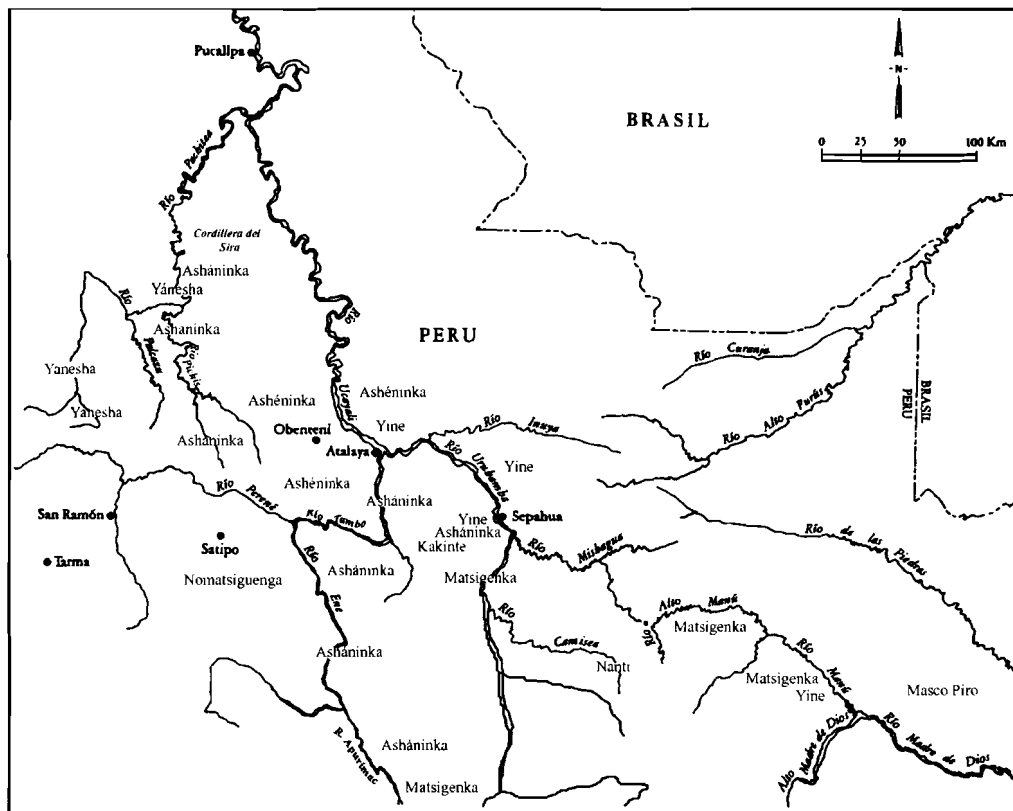 Pucallpa
BRASIL
N
0 25 50 100 Km
Río Pachitea
Cordillera del
Sira
Asháninka
Yánesha
Río
Palcazu
Ashaninka
Río Pichis
Yanesha
Yanesha
Ashaninka
Río
Ucayali
PERU
Ashéninka
Ashéninka
Obenteni
Yine
Atalaya
Río Inuya
Río Curanja
Río Alto Purús
BRASIL
PERU
Río Urubamba
Yine
Ashéninka
Asháninka
Río Perené
Río Tambo
San Ramón
Tarma
Satipo
Nomatsiguenga
Yine
Sepahua
Asháninka
Kakinte
Río Mishagua
Río de las Piedras
Río Ene
Asháninka
Matsigenka
Río Camisea
Nanti
Río Alto Manú
Matsigenka
Matsigenka
Yine
Río Manú
Masco Piro
Asháninka
R. Apurímac
Asháninka
Matsigenka
Alto Madre de Dios
Río Madre de Dios